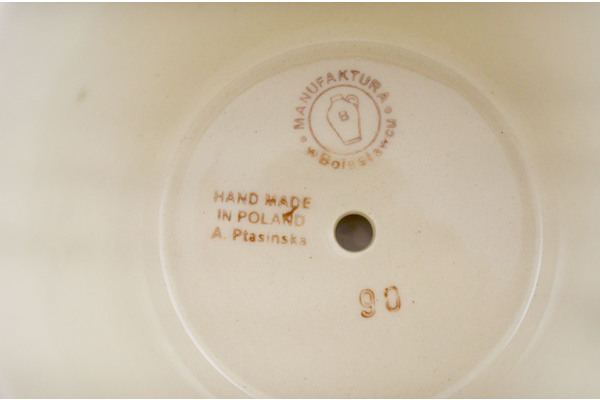 MANUFAKTURA
B
w Bolesławcu
HAND MADE
IN POLAND
A. Ptasinska
90